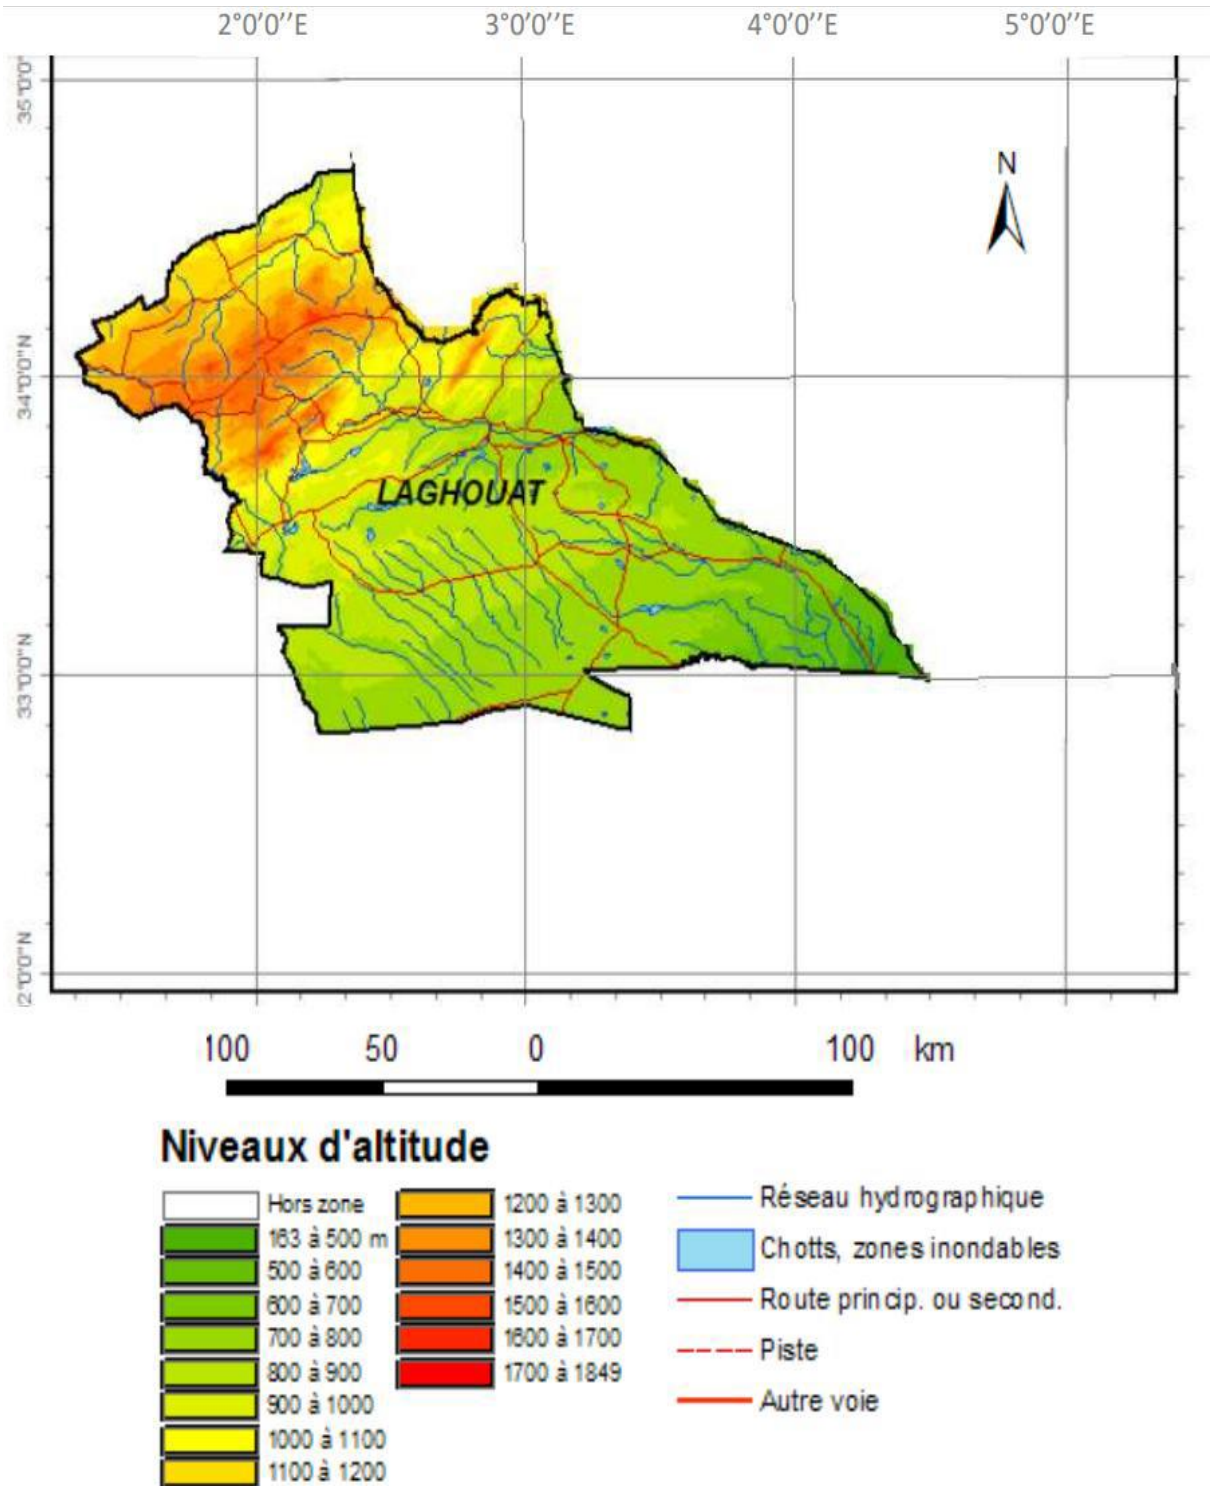 2°0'0''E 3°0'0''E 4°0'0''E 5°0'0''E
35°0'0"
N
34°0'0"N
LAGHOUAT
33°0'0"N
2°0'0"N
100 50 0 100 km
Niveaux d'altitude
Hors zone
163 à 500 m
500 à 600
600 à 700
700 à 800
800 à 900
900 à 1000
1000 à 1100
1100 à 1200
1200 à 1300
1300 à 1400
1400 à 1500
1500 à 1600
1600 à 1700
1700 à 1849
Réseau hydrographique
Chotts, zones inondables
Route princip. ou second.
Piste
Autre voie